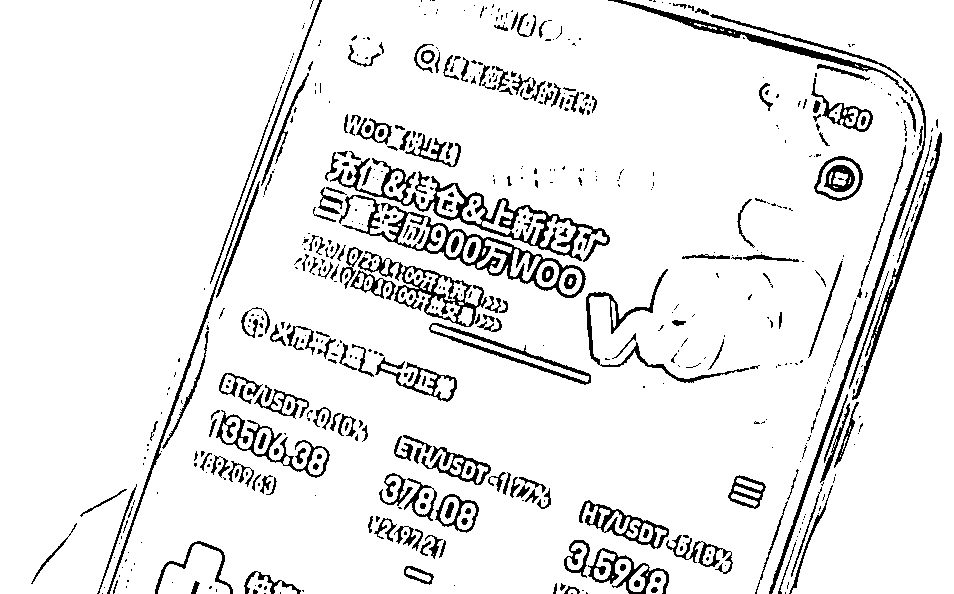 4:30
搜索您关心的币种
WOO首发上线
充值&持仓&上新挖矿
三重奖励900万WOO
2020/10/29 14:00开放充值 >>>
2020/10/30 10:00开放交易 >>>
火币平台运营一切正常
BTC/USDT +0.10%
13506.38
¥89209.63
ETH/USDT -1.77%
378.08
¥2497.21
HT/USDT -5.18%
3.5968